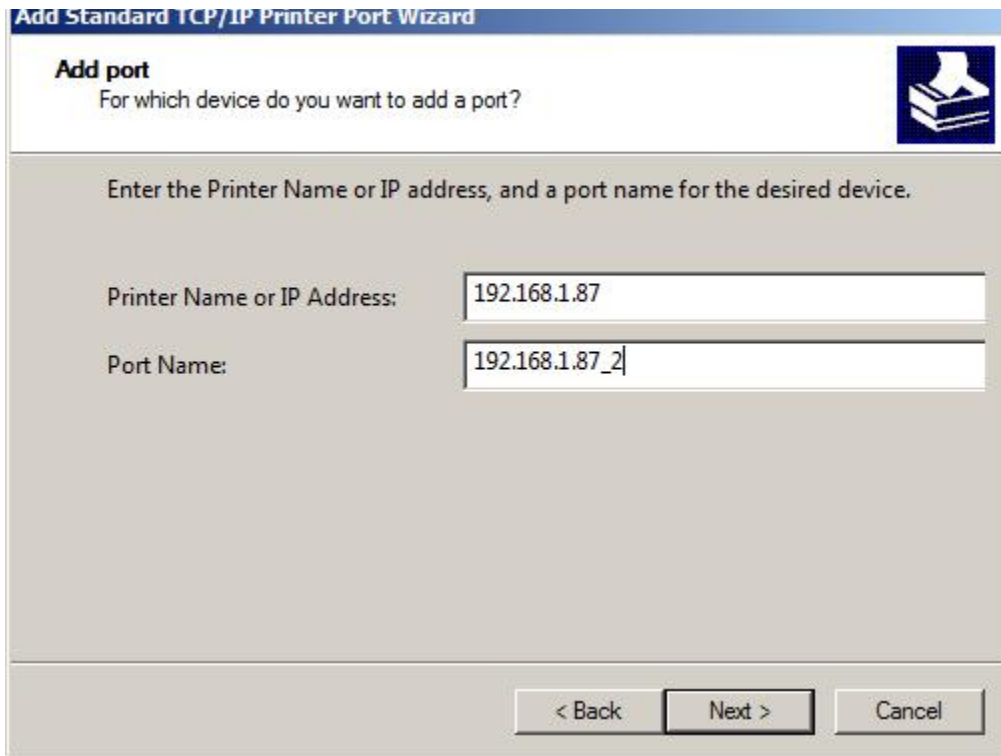 Add Standard TCP/IP Printer Port Wizard
Add port
For which device do you want to add a port?
Enter the Printer Name or IP address, and a port name for the desired device.
Printer Name or IP Address: 192.168.1.87
Port Name: 192.168.1.87_2
< Back Next > Cancel